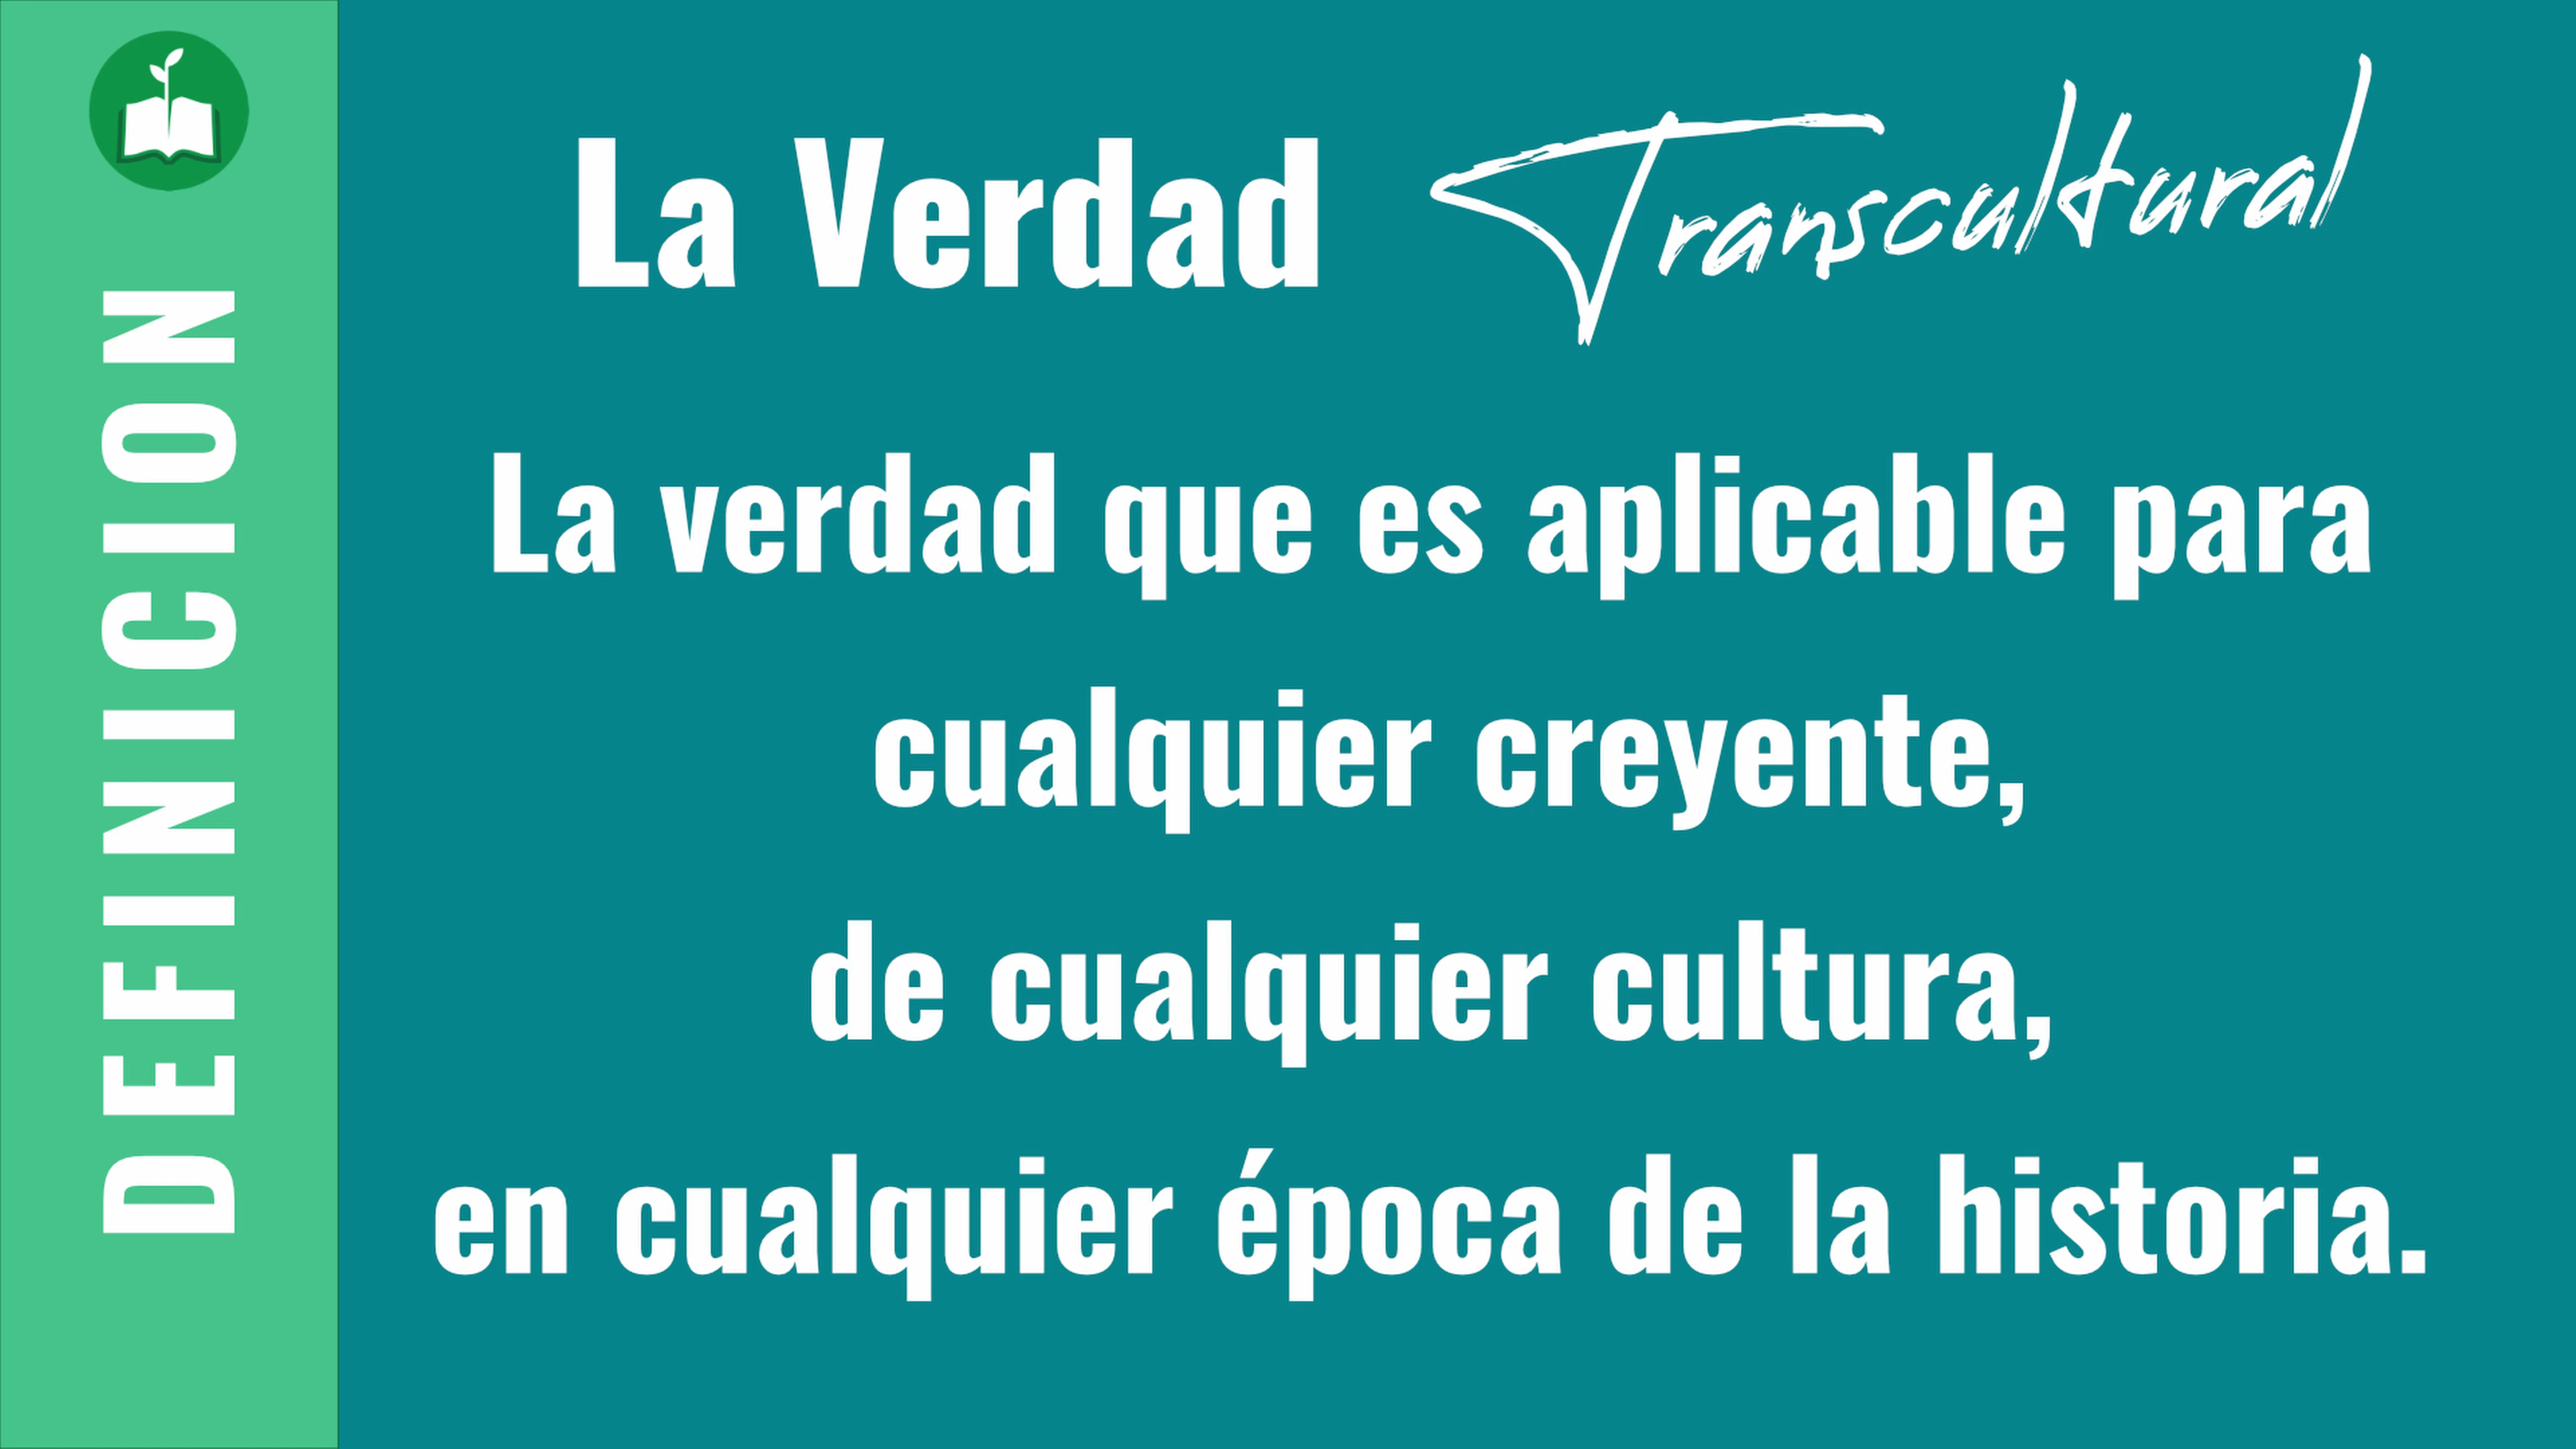 DEFINICION
La Verdad Transcultural
La verdad que es aplicable para
cualquier creyente,
de cualquier cultura,
en cualquier época de la historia.